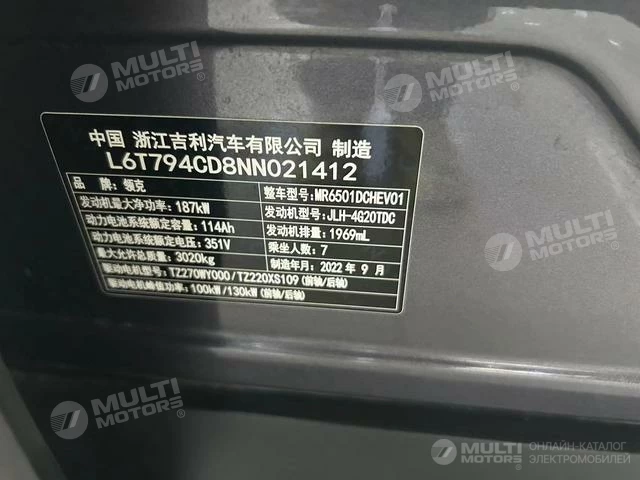 MULTI MOTORS®
MULTI MOTORS®
中国 浙江吉利汽车有限公司 制造
L6T794CD8NN021412
品 牌: 领克
整车型号: MR6501DCHEV01
发动机最大净功率: 187kW
发动机型号: JLH-4G20TDC
动力电池系统额定容量: 114Ah
发动机排量: 1969mL
动力电池系统额定电压: 351V
乘坐人数: 7
最大允许总质量: 3020kg
制造年月: 2022 年 9 月
驱动电机型号: TZ270WY000/TZ220XS109 (前轴/后轴)
驱动电机峰值功率: 100kW/130kW (前轴/后轴)
MULTI MOTORS®
MULTI MOTORS®
MULTI MOTORS®
ОНЛАЙН-КАТАЛОГ
ЭЛЕКТРОМОБИЛЕЙ